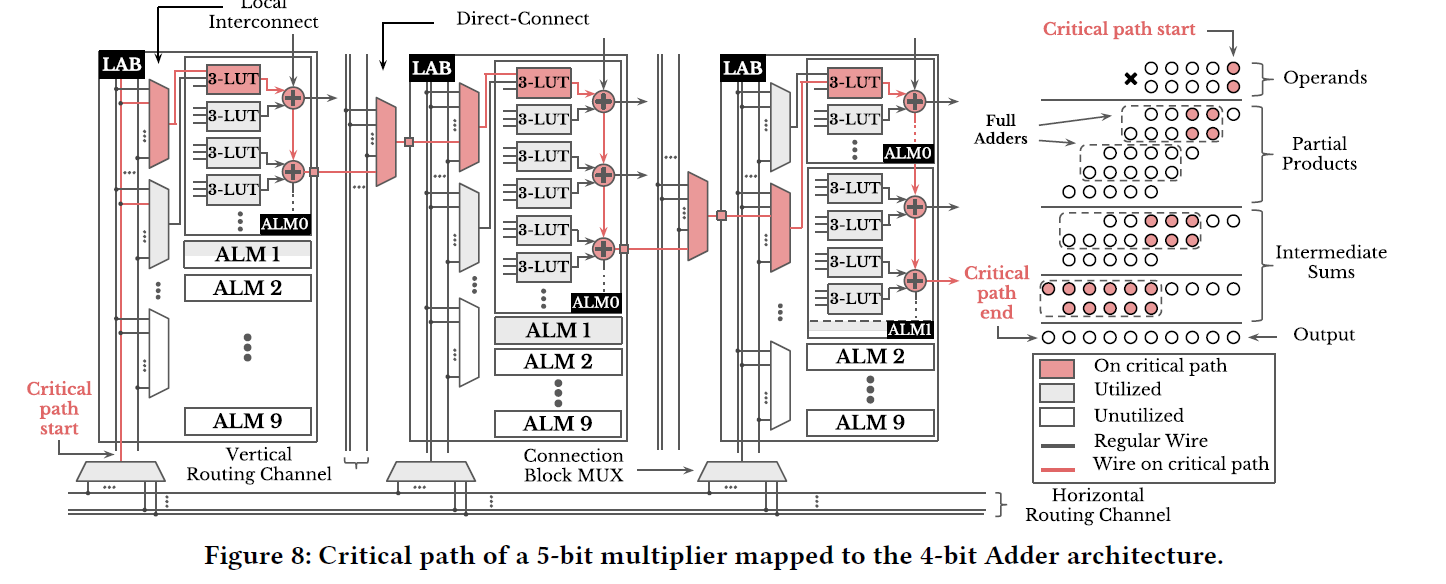 Local
Interconnect
Direct-Connect
Critical path start
LAB
3-LUT
3-LUT
3-LUT
3-LUT
ALM0
ALM 1
ALM 2
ALM 9
LAB
3-LUT
3-LUT
3-LUT
3-LUT
3-LUT
3-LUT
ALM0
ALM 1
ALM 2
ALM 9
LAB
3-LUT
3-LUT
ALM0
3-LUT
3-LUT
3-LUT
3-LUT
ALM1
ALM 2
ALM 9
Operands
Full
Adders
Partial
Products
Intermediate
Sums
Critical
path
end
Output
On critical path
Utilized
Unutilized
Regular Wire
Wire on critical path
Critical
path
start
Vertical
Routing Channel
Connection
Block MUX
Horizontal
Routing Channel
Figure 8: Critical path of a 5-bit multiplier mapped to the 4-bit Adder architecture.